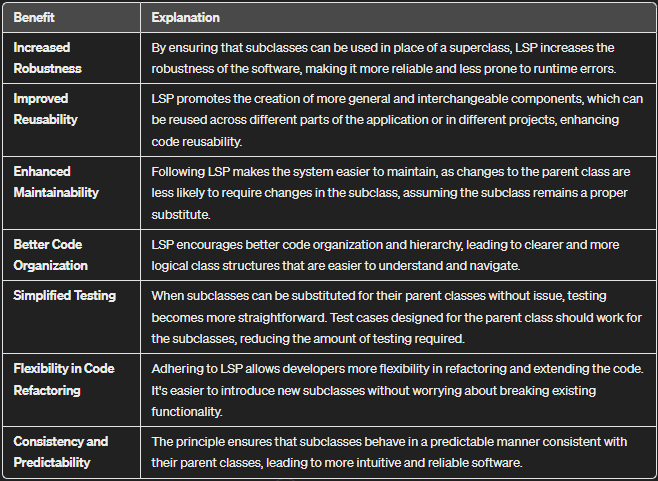 Benefit Explanation
Increased By ensuring that subclasses can be used in place of a superclass, LSP increases the
Robustness robustness of the software, making it more reliable and less prone to runtime errors.
Improved LSP promotes the creation of more general and interchangeable components, which can
Reusability be reused across different parts of the application or in different projects, enhancing
code reusability.
Enhanced Following LSP makes the system easier to maintain, as changes to the parent class are
Maintainability less likely to require changes in the subclass, assuming the subclass remains a proper
substitute.
Better Code LSP encourages better code organization and hierarchy, leading to clearer and more
Organization logical class structures that are easier to understand and navigate.
Simplified Testing When subclasses can be substituted for their parent classes without issue, testing
becomes more straightforward. Test cases designed for the parent class should work for
the subclasses, reducing the amount of testing required.
Flexibility in Code Adhering to LSP allows developers more flexibility in refactoring and extending the code.
Refactoring It's easier to introduce new subclasses without worrying about breaking existing
functionality.
Consistency and The principle ensures that subclasses behave in a predictable manner consistent with
Predictability their parent classes, leading to more intuitive and reliable software.